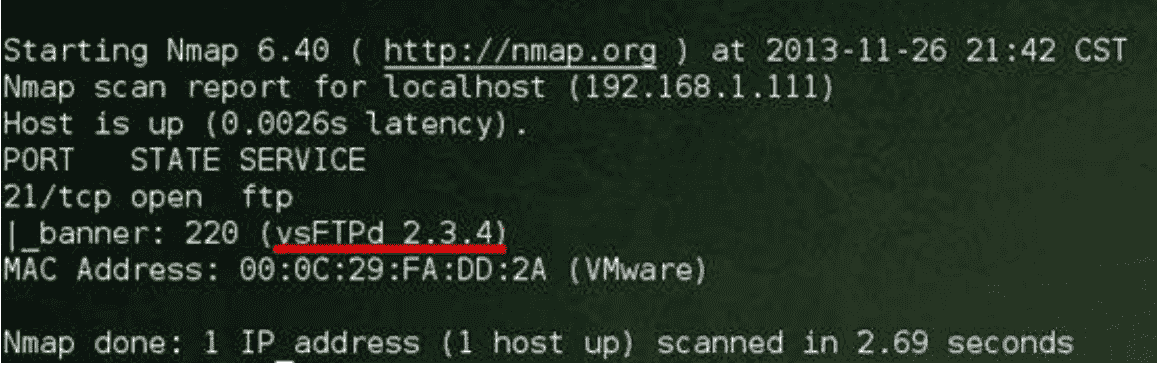 Starting Nmap 6.40 ( http://nmap.org ) at 2013-11-26 21:42 CST
Nmap scan report for localhost (192.168.1.111)
Host is up (0.0026s latency).
PORT   STATE SERVICE
21/tcp open  ftp
|_banner: 220 (vsFTPd 2.3.4)
MAC Address: 00:0C:29:FA:DD:2A (VMware)
Nmap done: 1 IP address (1 host up) scanned in 2.69 seconds